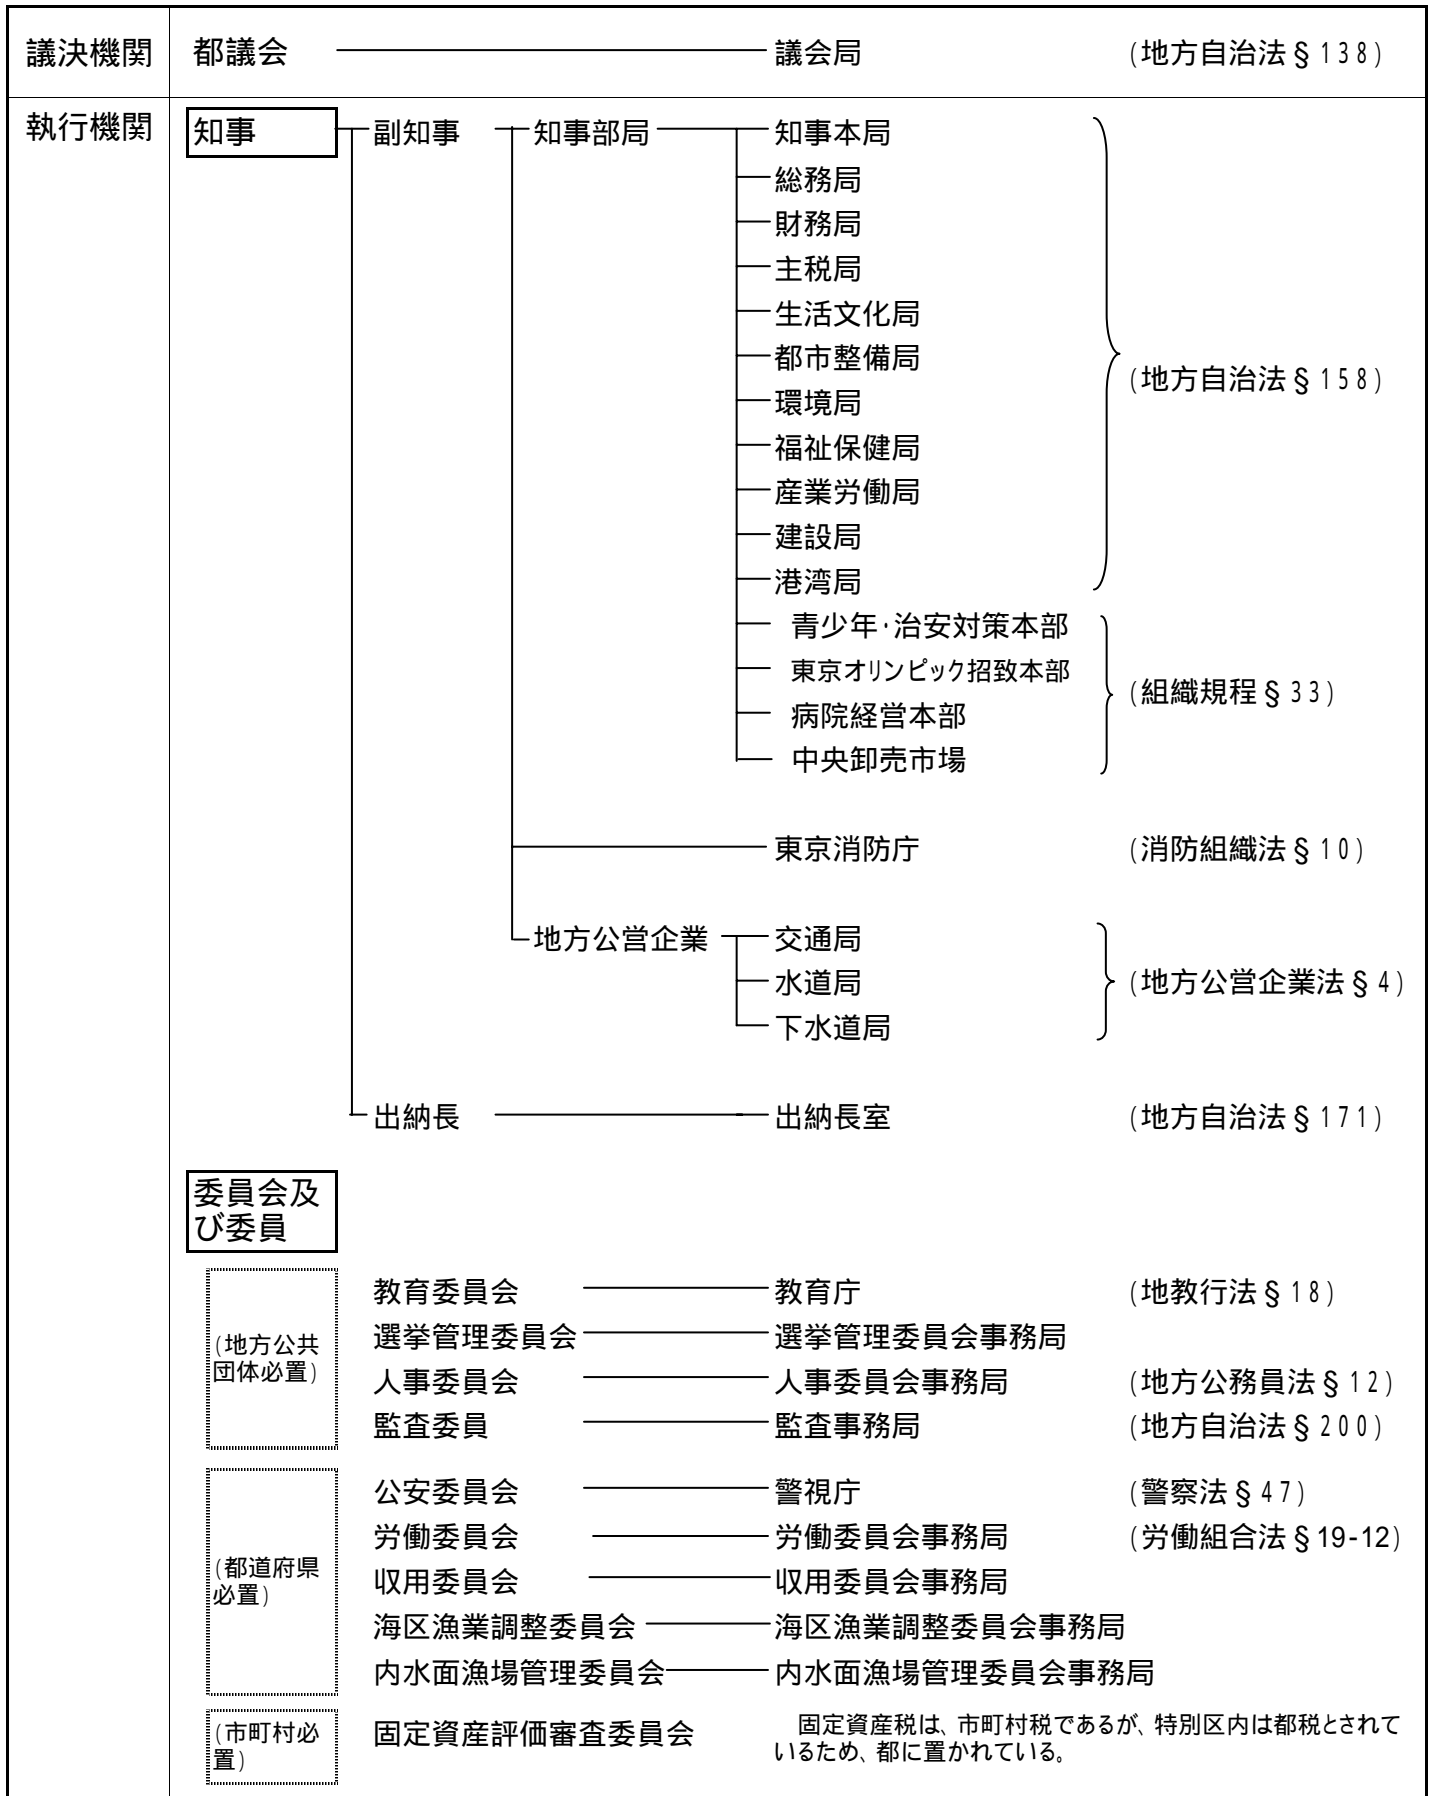 議決機関 都議会 議会局 (地方自治法§138)
執行機関 知事 副知事 知事部局 知事本局
総務局
財務局
主税局
生活文化局
都市整備局
環境局
福祉保健局
産業労働局
建設局
港湾局
(地方自治法§158)
青少年・治安対策本部
東京オリンピック招致本部
病院経営本部
中央卸売市場
(組織規程§33)
東京消防庁 (消防組織法§10)
地方公営企業 交通局
水道局
下水道局
(地方公営企業法§4)
出納長 出納長室 (地方自治法§171)
委員会及
び委員
(地方公共
団体必置)
教育委員会 教育庁 (地教行法§18)
選挙管理委員会 選挙管理委員会事務局
人事委員会 人事委員会事務局 (地方公務員法§12)
監査委員 監査事務局 (地方自治法§200)
(都道府県
必置)
公安委員会 警視庁 (警察法§47)
労働委員会 労働委員会事務局 (労働組合法§19-12)
収用委員会 収用委員会事務局
海区漁業調整委員会 海区漁業調整委員会事務局
内水面漁場管理委員会 内水面漁場管理委員会事務局
(市町村必
置)
固定資産評価審査委員会
固定資産税は、市町村税であるが、特別区内は都税とされて
いるため、都に置かれている。